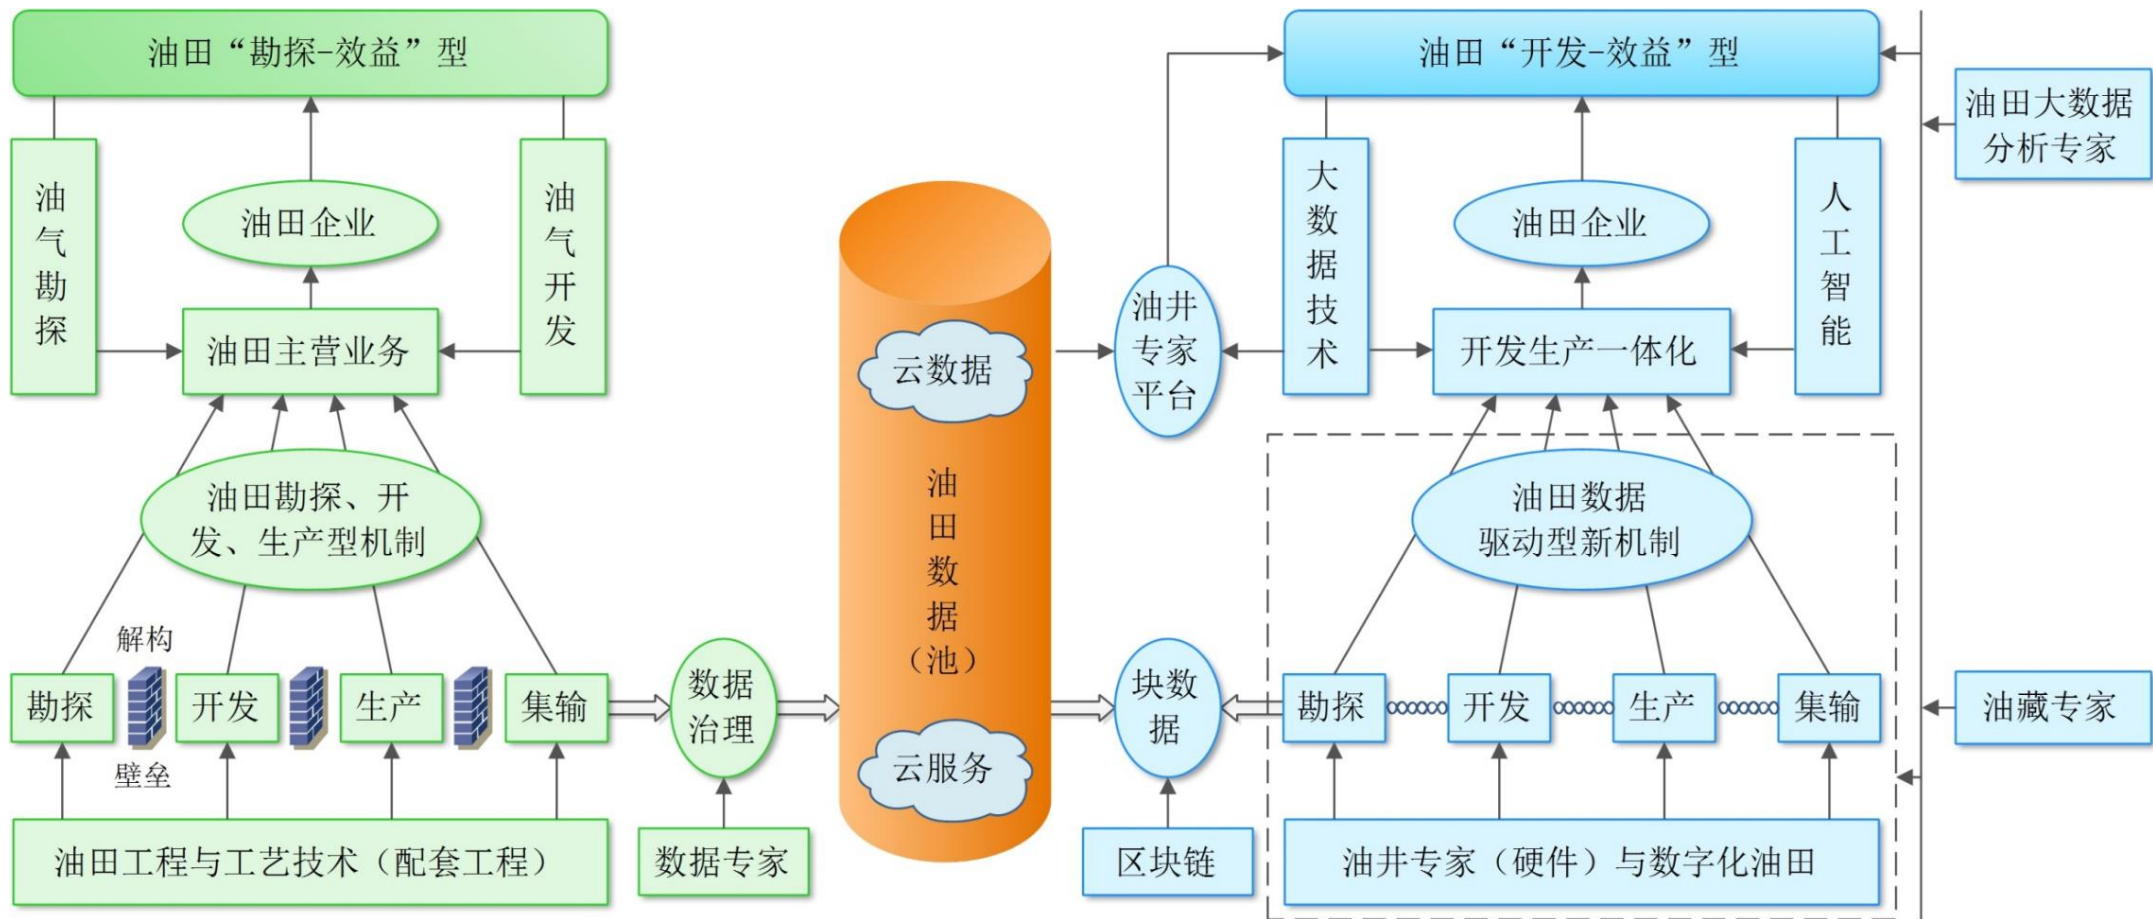 油田“勘探-效益”型
油气勘探
油田企业
油气开发
油田主营业务
油田勘探、开
发、生产型机制
解构
壁垒
勘探
开发
生产
集输
油田工程与工艺技术（配套工程）
数据
治理
数据专家
云数据
油田数据（池）
云服务
油井
专家
平台
块数
据
区块链
油田“开发-效益”型
大数据技术
油田企业
人工智能
开发生产一体化
油田数据
驱动型新机制
勘探
开发
生产
集输
油井专家（硬件）与数字化油田
油田大数据
分析专家
油藏专家